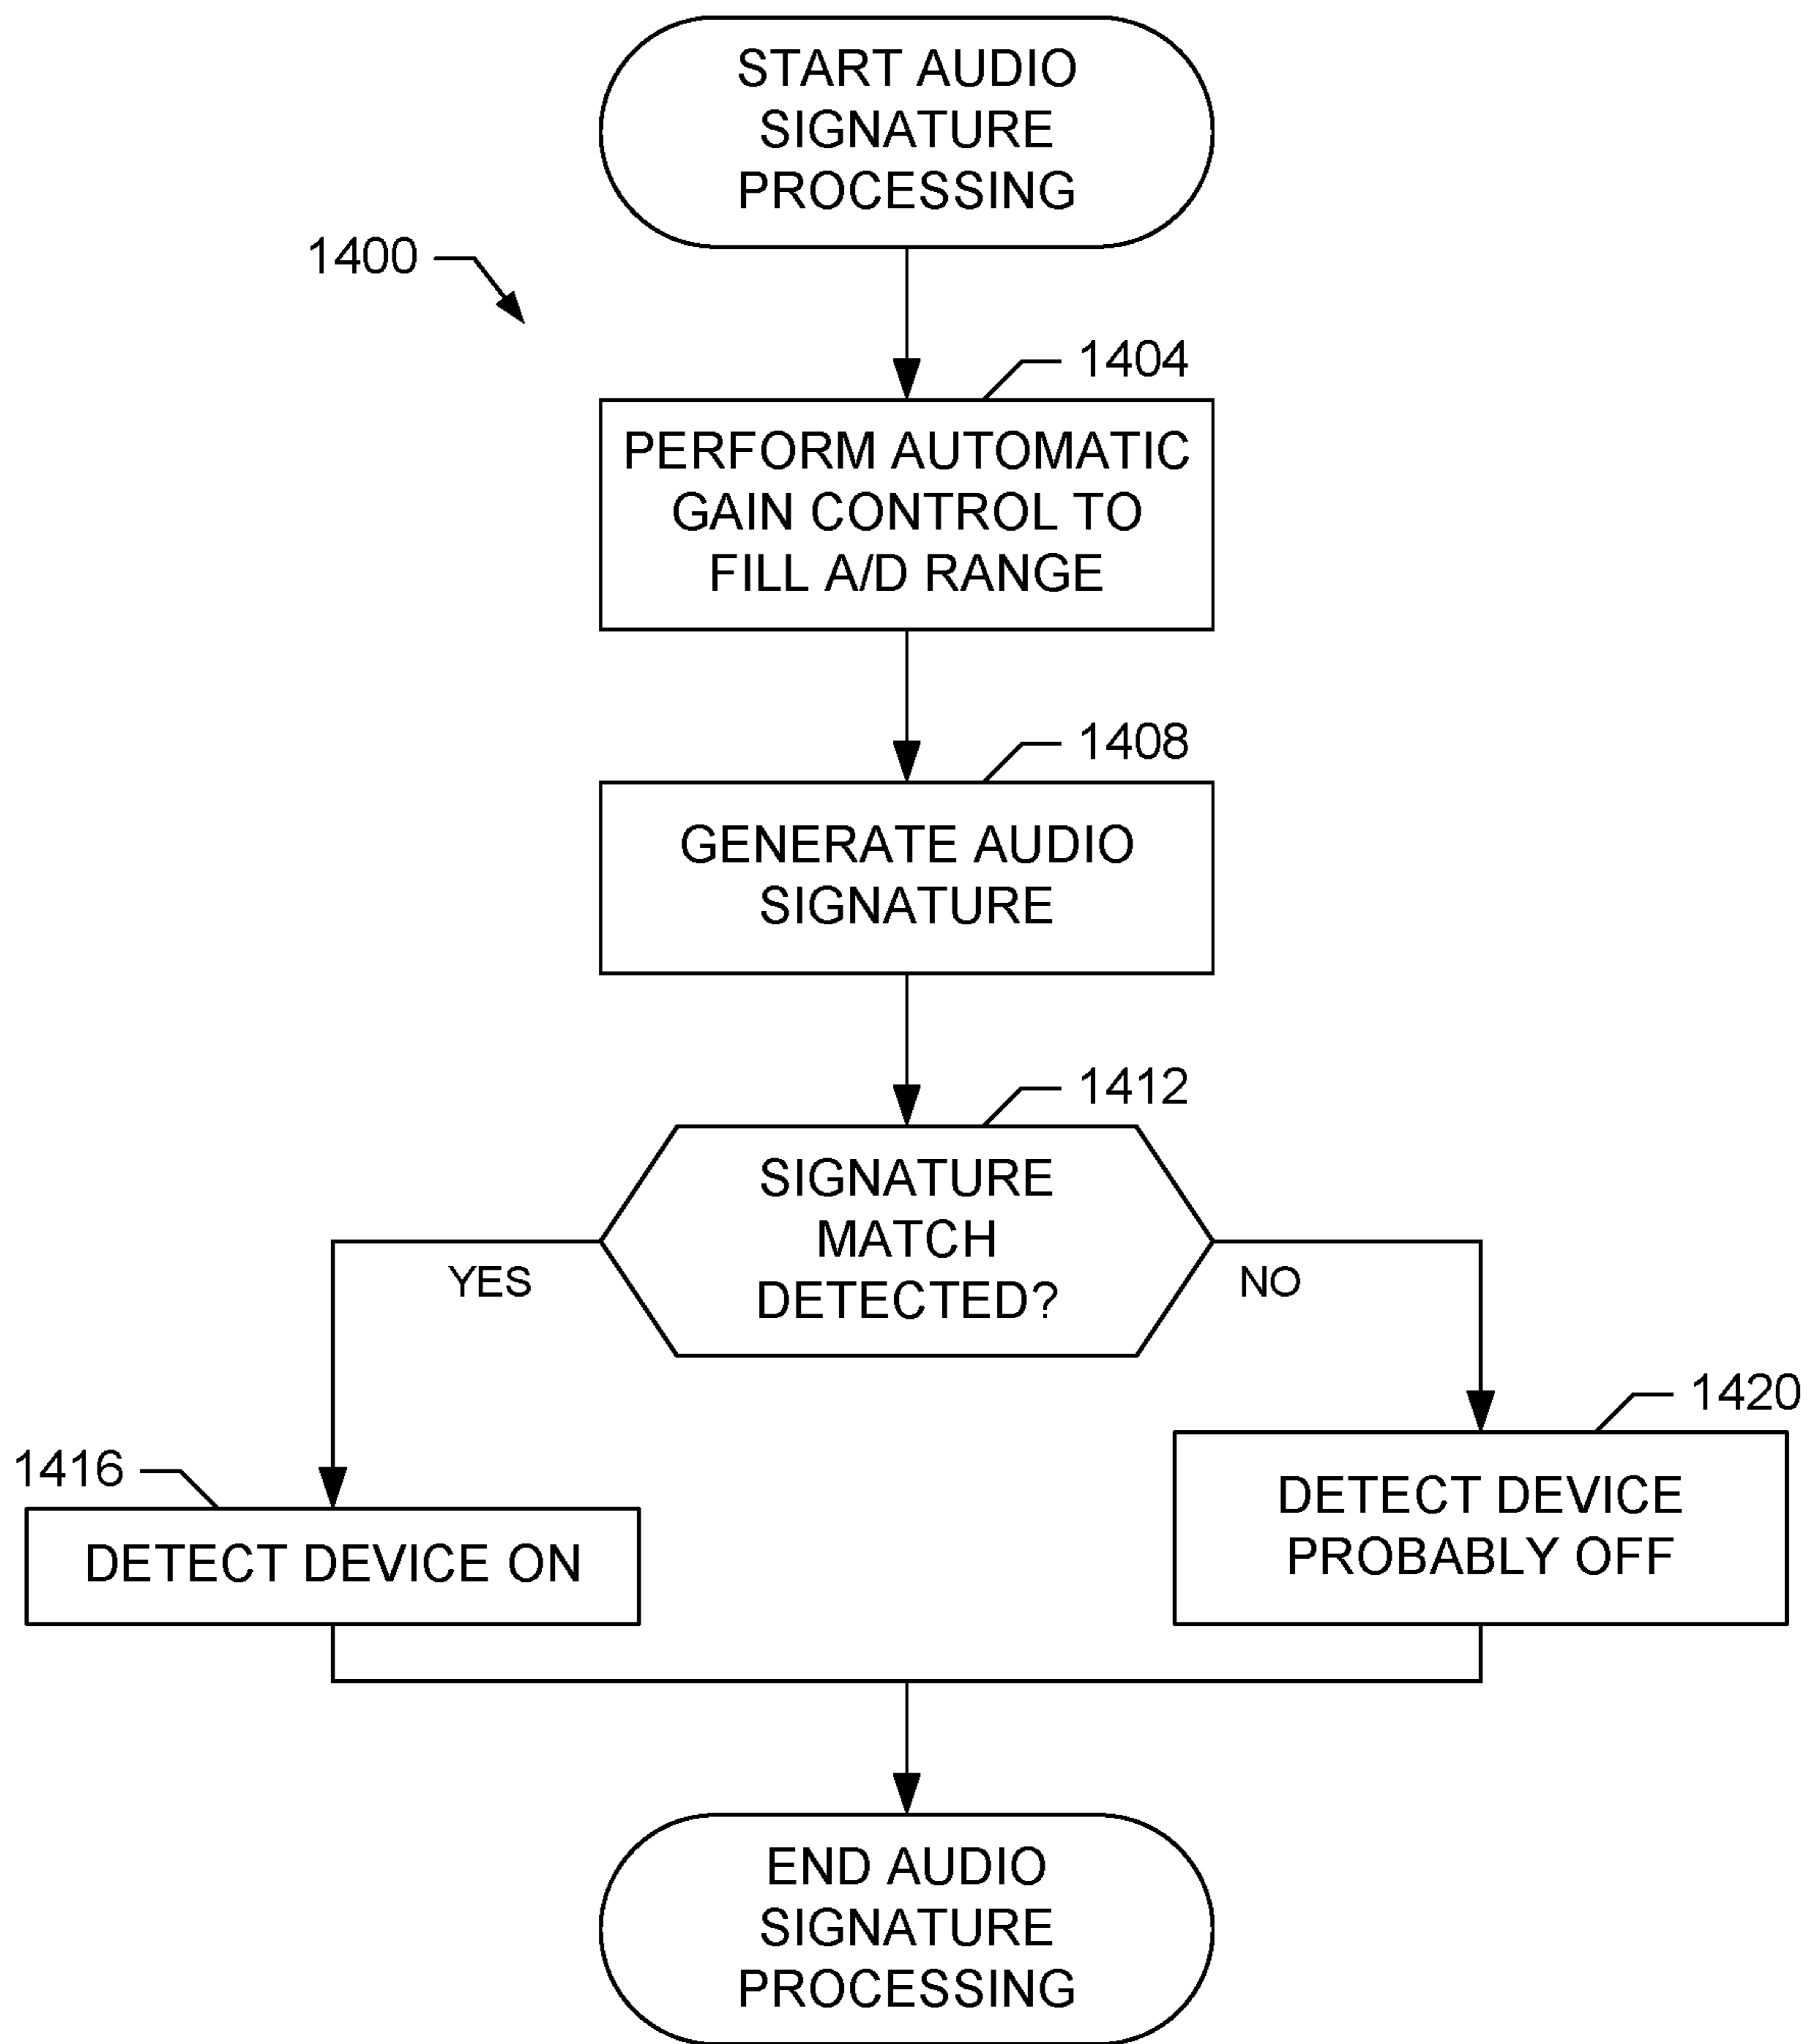 START AUDIO
SIGNATURE
PROCESSING
1400
1404
PERFORM AUTOMATIC
GAIN CONTROL TO
FILL A/D RANGE
1408
GENERATE AUDIO
SIGNATURE
1412
SIGNATURE
MATCH
DETECTED?
YES
NO
1416
DETECT DEVICE ON
1420
DETECT DEVICE
PROBABLY OFF
END AUDIO
SIGNATURE
PROCESSING